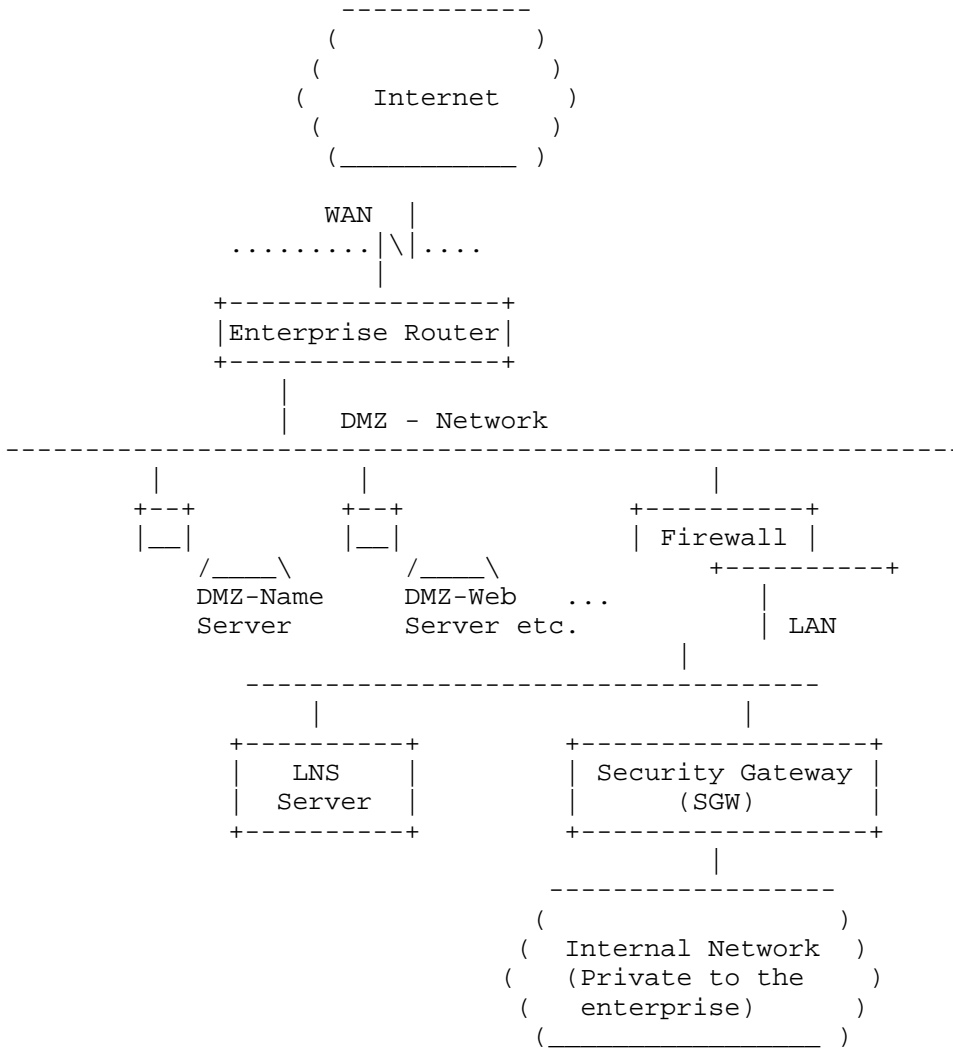 Internet
WAN
Enterprise Router
DMZ - Network
Firewall
DMZ-Name DMZ-Web ...
Server Server etc. LAN
LNS Security Gateway
Server (SGW)
Internal Network
(Private to the
enterprise)